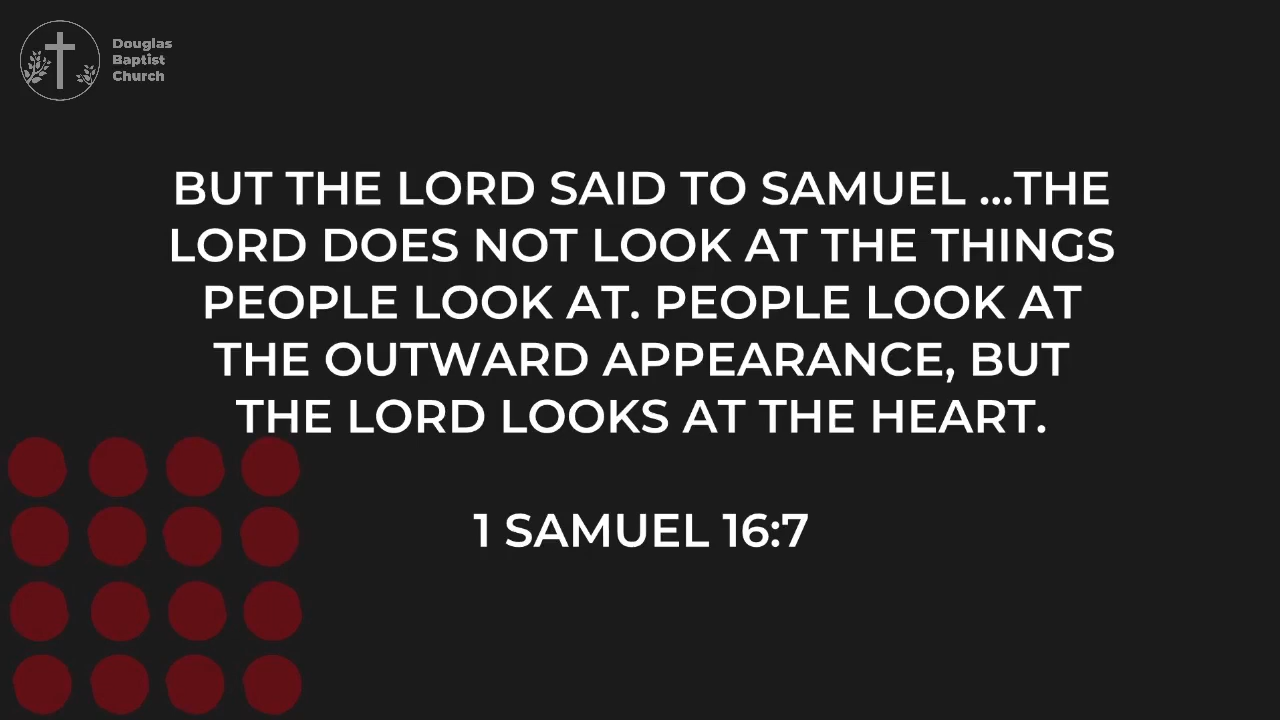 Douglas
Baptist
Church
BUT THE LORD SAID TO SAMUEL ...THE
LORD DOES NOT LOOK AT THE THINGS
PEOPLE LOOK AT. PEOPLE LOOK AT
THE OUTWARD APPEARANCE, BUT
THE LORD LOOKS AT THE HEART.
1 SAMUEL 16:7